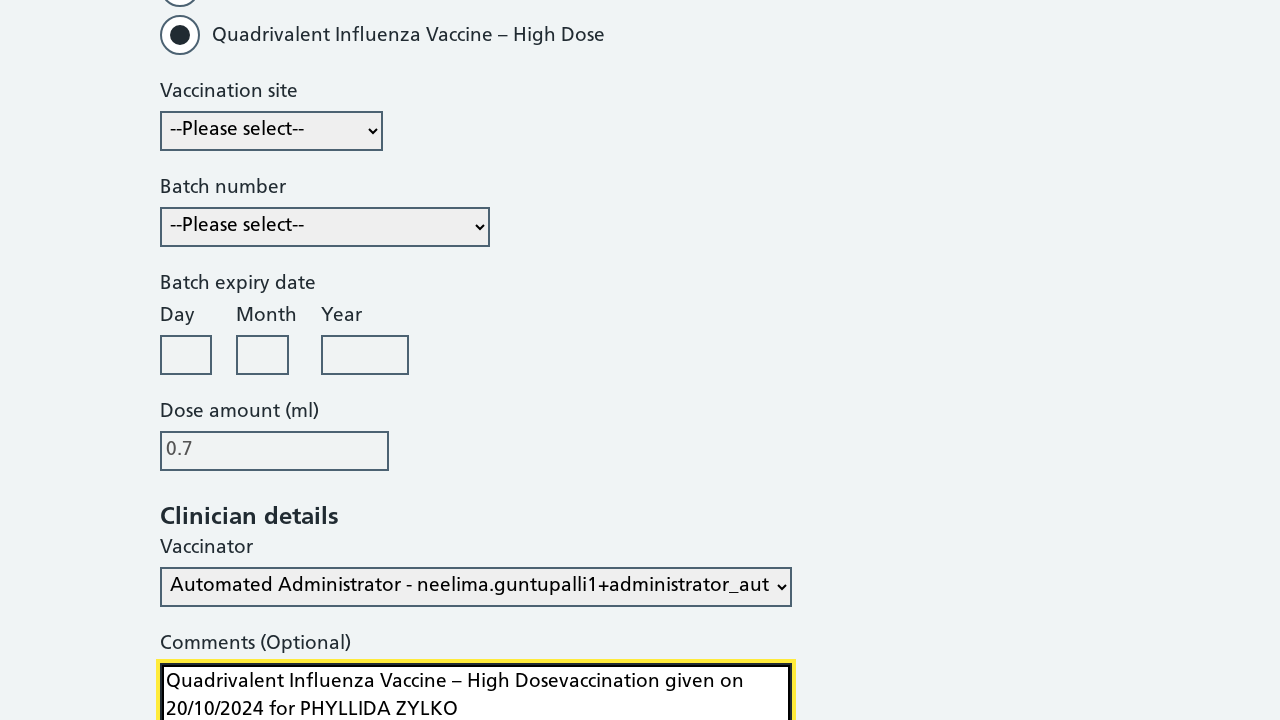 Quadrivalent Influenza Vaccine – High Dose
Vaccination site
--Please select--
Batch number
--Please select--
Batch expiry date
Day Month Year
Dose amount (ml)
0.7
Clinician details
Vaccinator
Automated Administrator - neelima.guntupalli1+administrator_aut
Comments (Optional)
Quadrivalent Influenza Vaccine – High Dosevaccination given on
20/10/2024 for PHYLLIDA ZYLKO